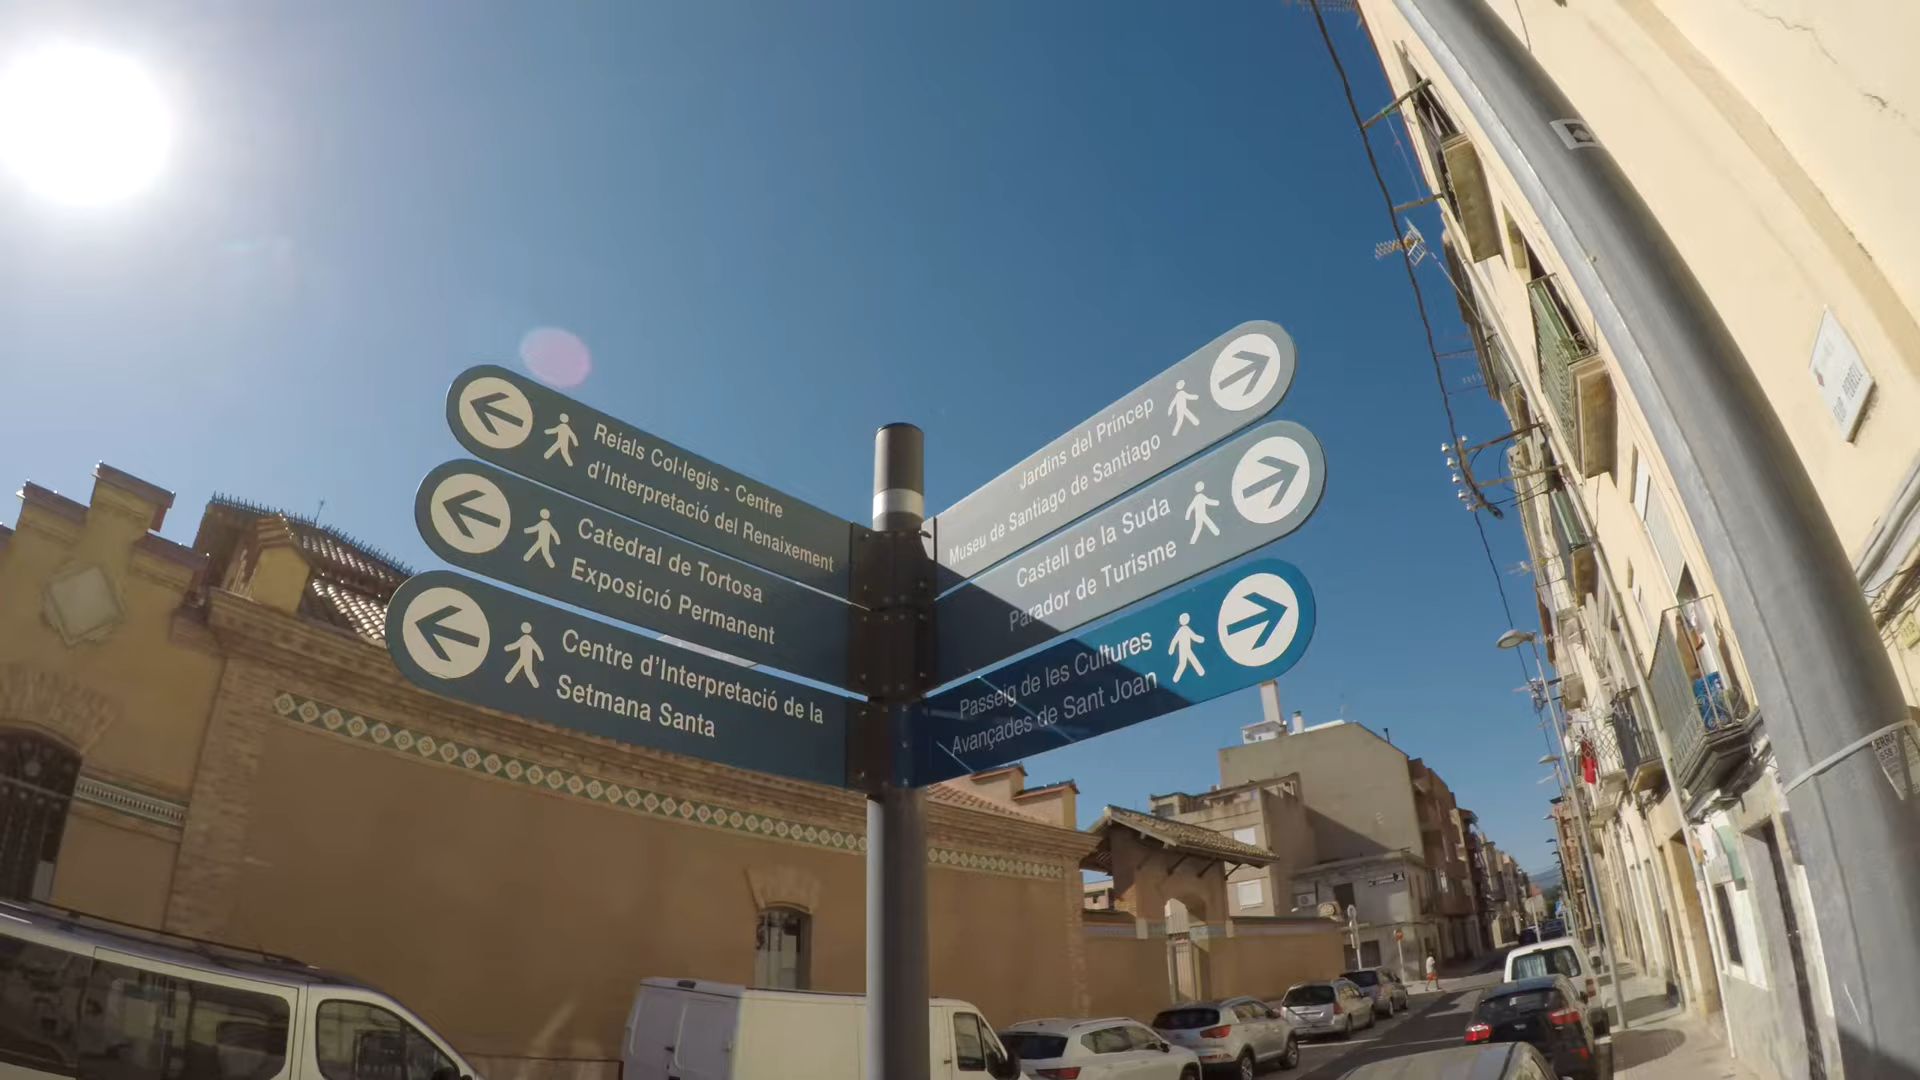 Reials Col·legis - Centre
d'Interpretació del Renaixement
Catedral de Tortosa
Exposició Permanent
Centre d'Interpretació de la
Setmana Santa
Jardins del Príncep
Museu de Santiago de Santiago
Castell de la Suda
Parador de Turisme
Passeig de les Cultures
Avançades de Sant Joan